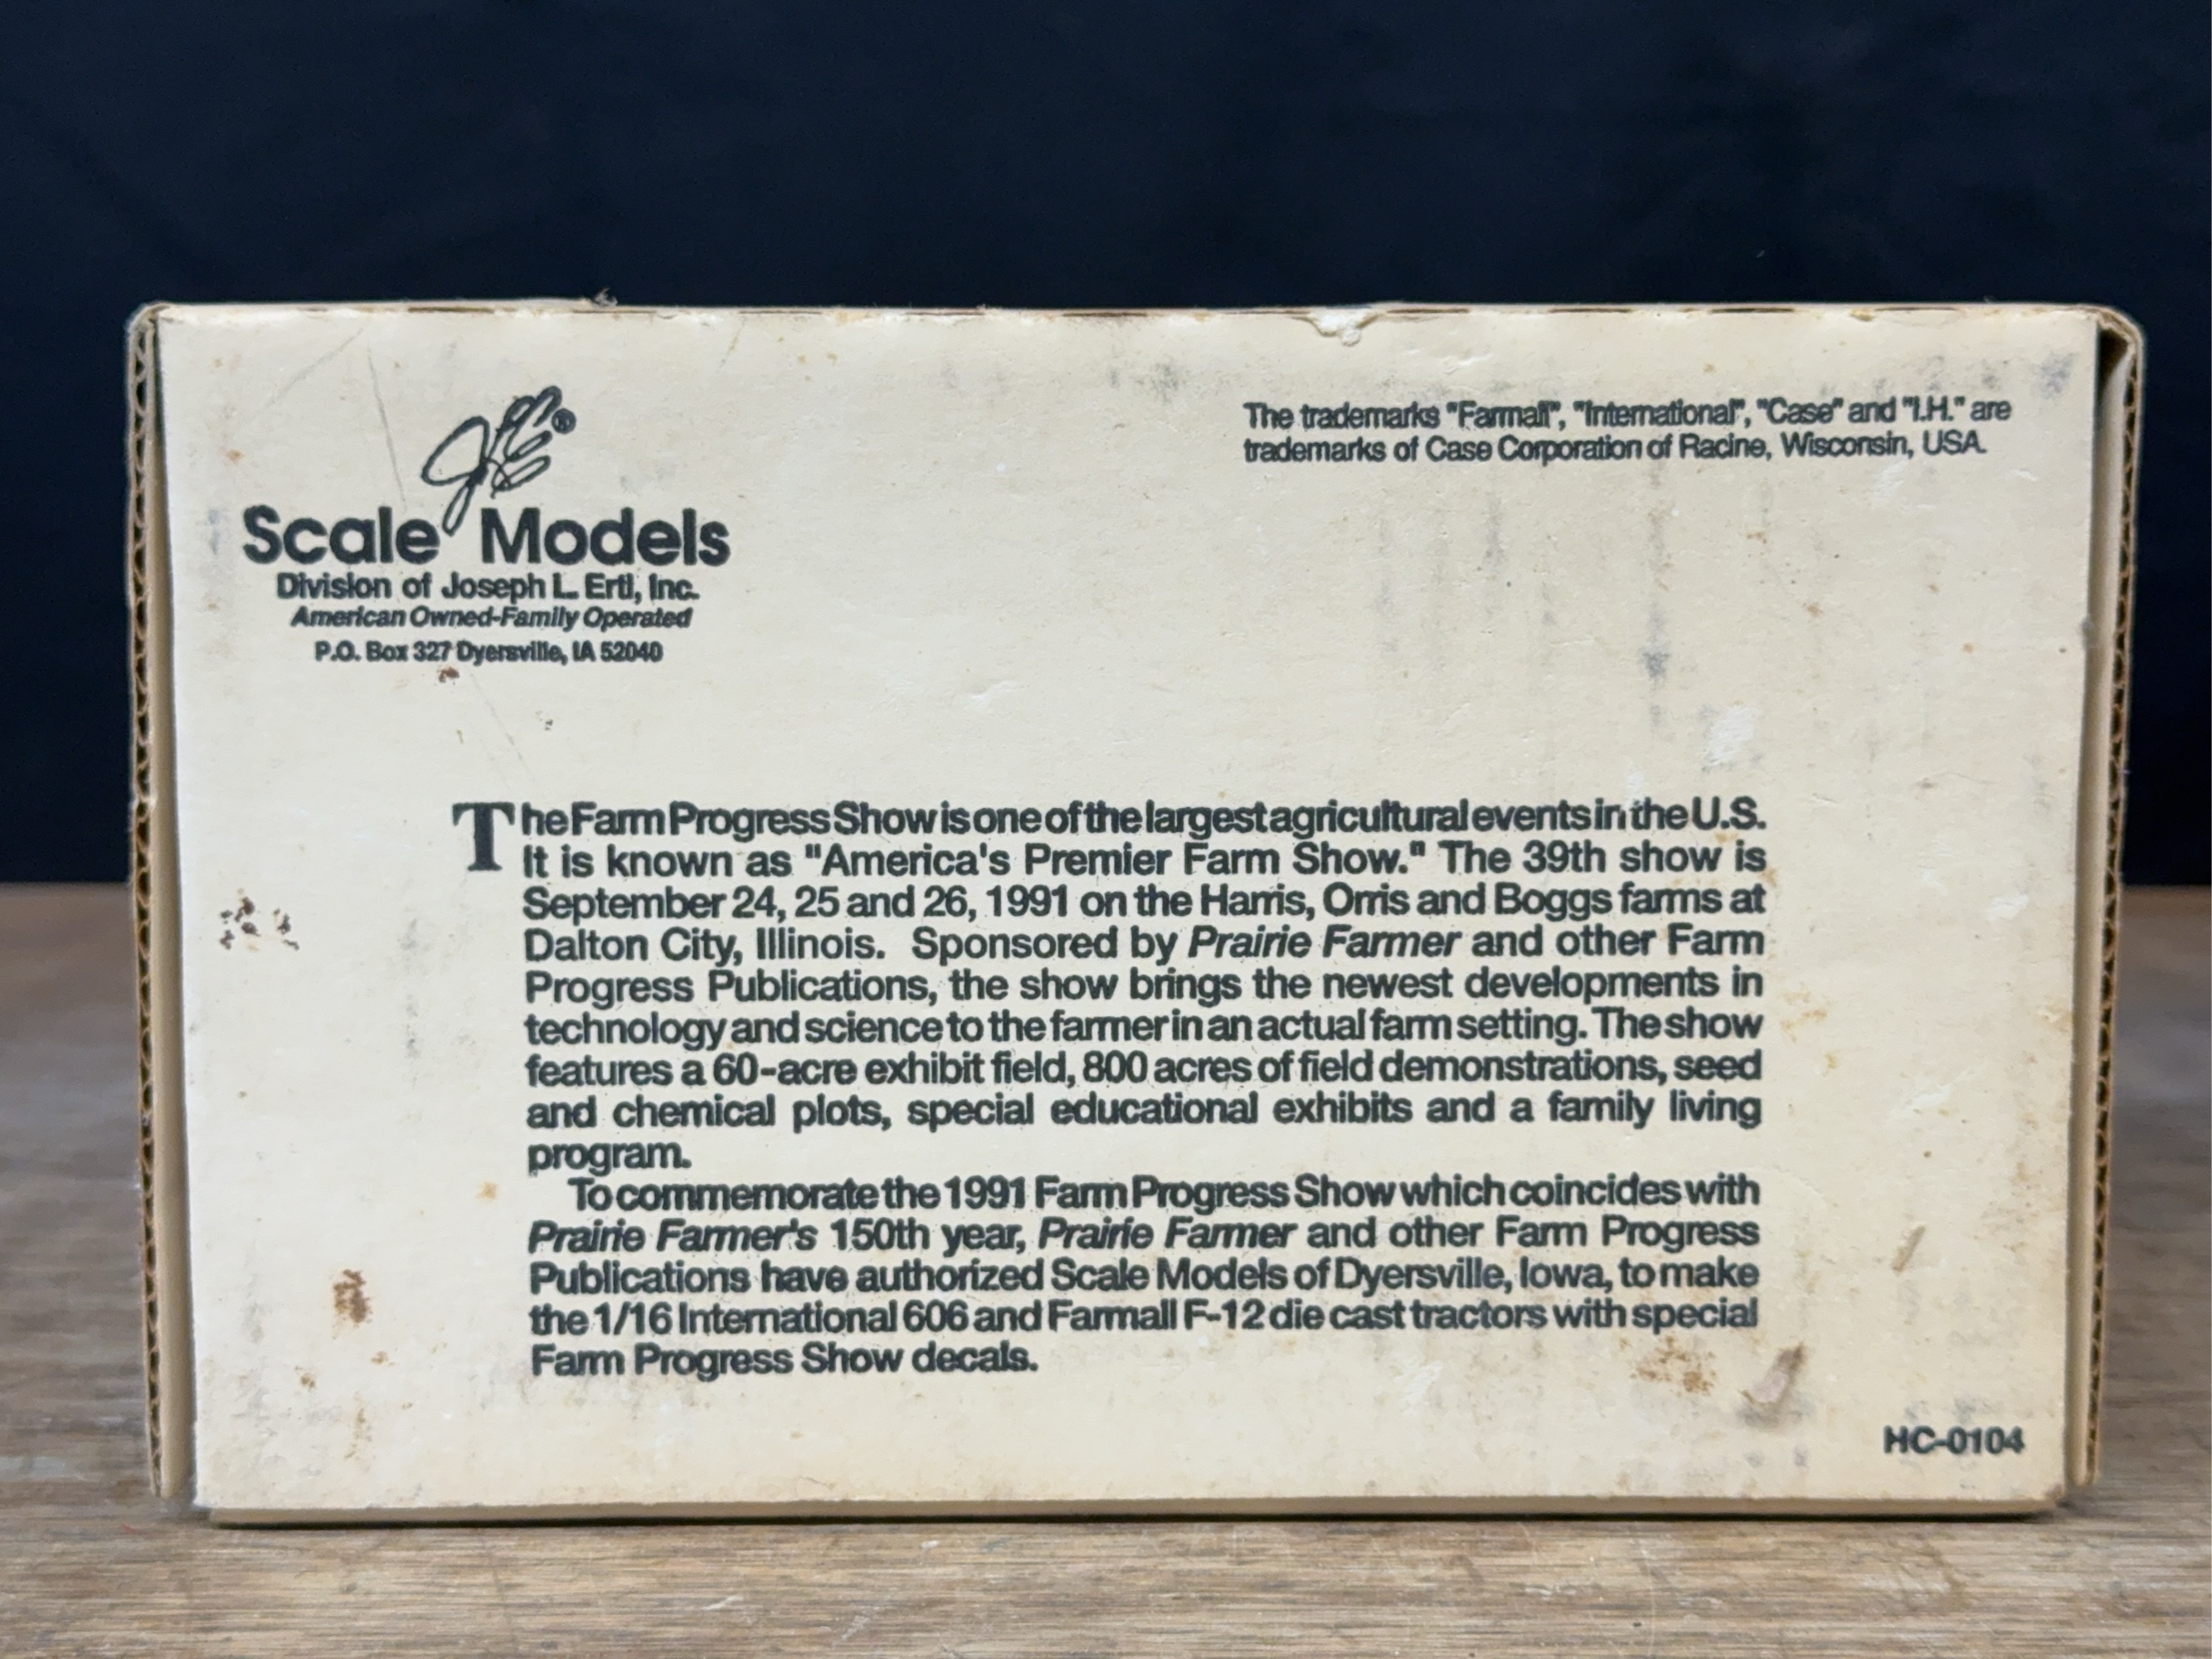 JLE®
Scale Models
Division of Joseph L. Ertl, Inc.
American Owned-Family Operated
P.O. Box 327 Dyersville, IA 52040
The trademarks "Farmall", "International", "Case" and "I.H." are
trademarks of Case Corporation of Racine, Wisconsin, USA.
The Farm Progress Show is one of the largest agricultural events in the U.S.
It is known as "America's Premier Farm Show." The 39th show is
September 24, 25 and 26, 1991 on the Harris, Orris and Boggs farms at
Dalton City, Illinois. Sponsored by Prairie Farmer and other Farm
Progress Publications, the show brings the newest developments in
technology and science to the farmer in an actual farm setting. The show
features a 60-acre exhibit field, 800 acres of field demonstrations, seed
and chemical plots, special educational exhibits and a family living
program.
To commemorate the 1991 Farm Progress Show which coincides with
Prairie Farmer's 150th year, Prairie Farmer and other Farm Progress
Publications have authorized Scale Models of Dyersville, Iowa, to make
the 1/16 International 606 and Farmall F-12 die cast tractors with special
Farm Progress Show decals.
HC-0104